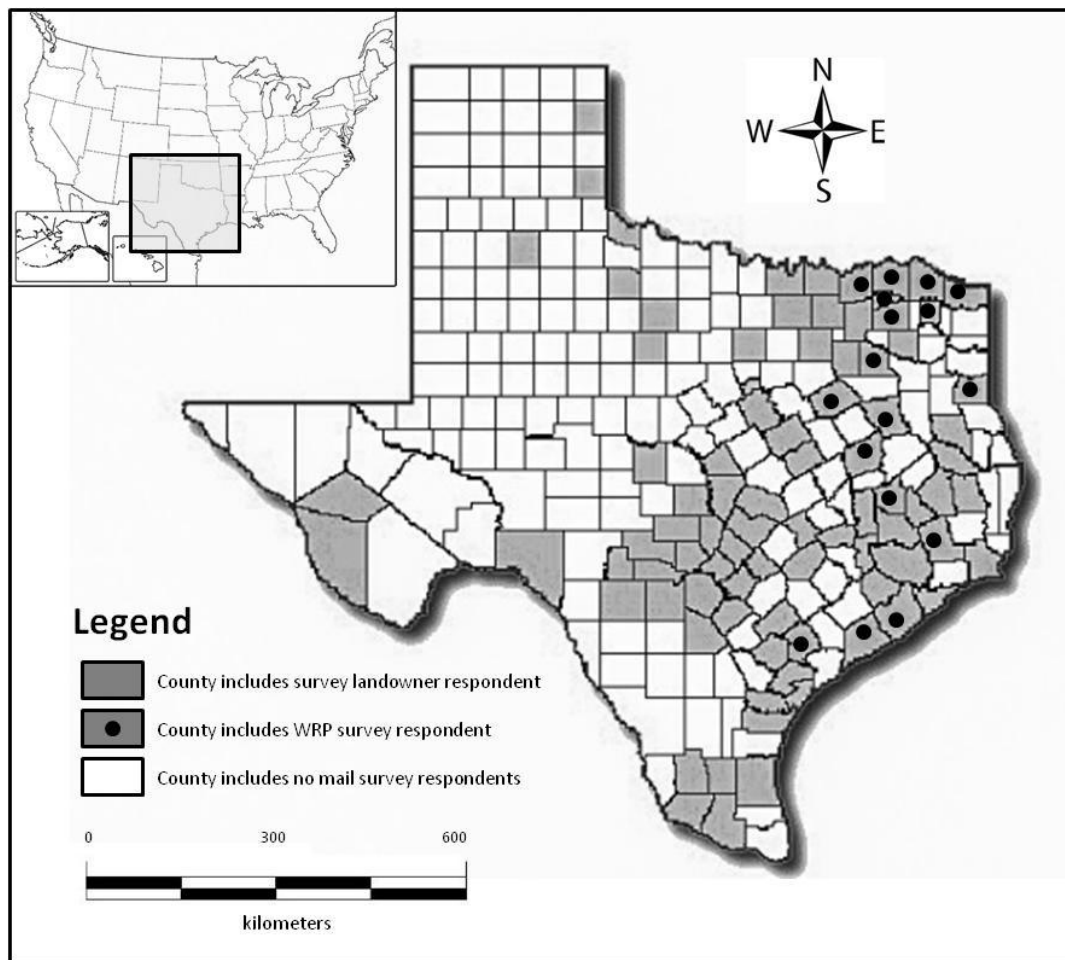 N
W E
S
Legend
County includes survey landowner respondent
County includes WRP survey respondent
County includes no mail survey respondents
0 300 600
kilometers